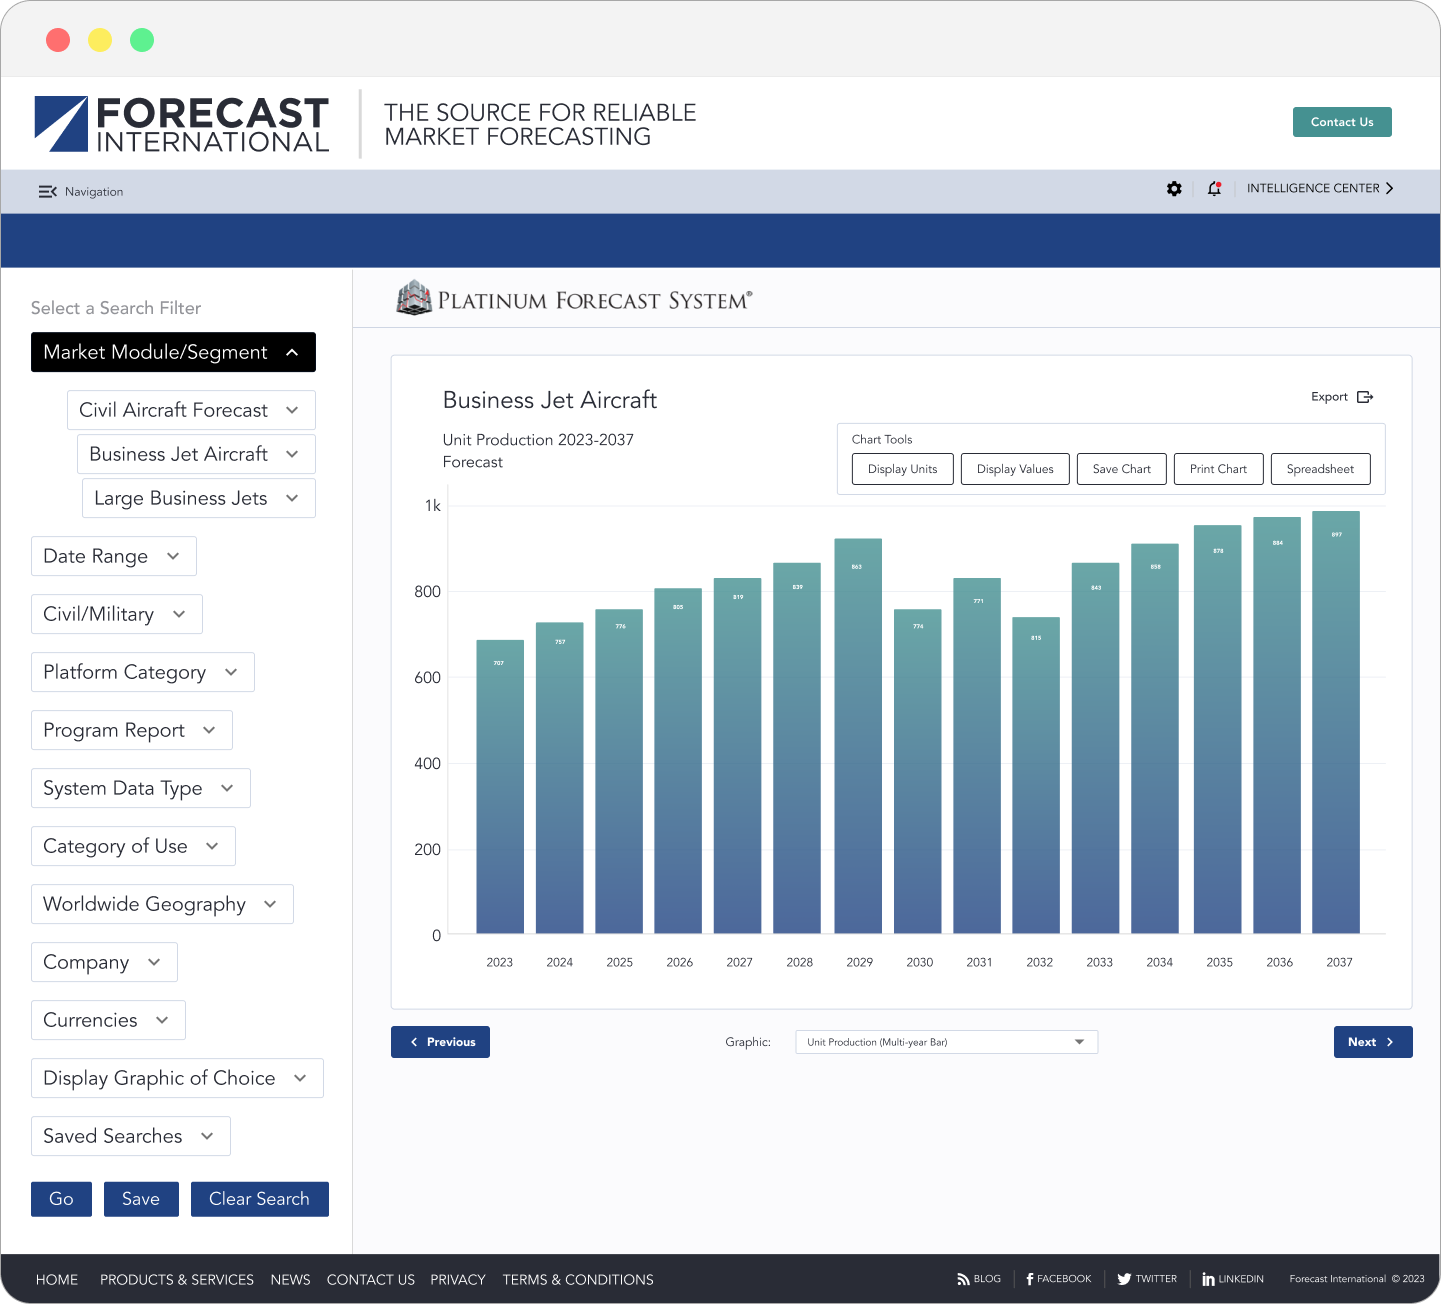 FORECAST
INTERNATIONAL
THE SOURCE FOR RELIABLE
MARKET FORECASTING
Contact Us
Navigation
INTELLIGENCE CENTER
Select a Search Filter
Market Module/Segment
Civil Aircraft Forecast
Business Jet Aircraft
Large Business Jets
Date Range
Civil/Military
Platform Category
Program Report
System Data Type
Category of Use
Worldwide Geography
Company
Currencies
Display Graphic of Choice
Saved Searches
Go Save Clear Search
PLATINUM FORECAST SYSTEM®
Business Jet Aircraft
Export
Unit Production 2023-2037
Forecast
Chart Tools
Display Units Display Values Save Chart Print Chart Spreadsheet
1k
800
600
400
200
0
707 757 776 805 819 839 863 774 771 815 843 858 878 884 897
2023 2024 2025 2026 2027 2028 2029 2030 2031 2032 2033 2034 2035 2036 2037
Previous
Graphic: Unit Production (Multi-year Bar)
Next
HOME PRODUCTS & SERVICES NEWS CONTACT US PRIVACY TERMS & CONDITIONS
BLOG FACEBOOK TWITTER LINKEDIN Forecast International © 2023